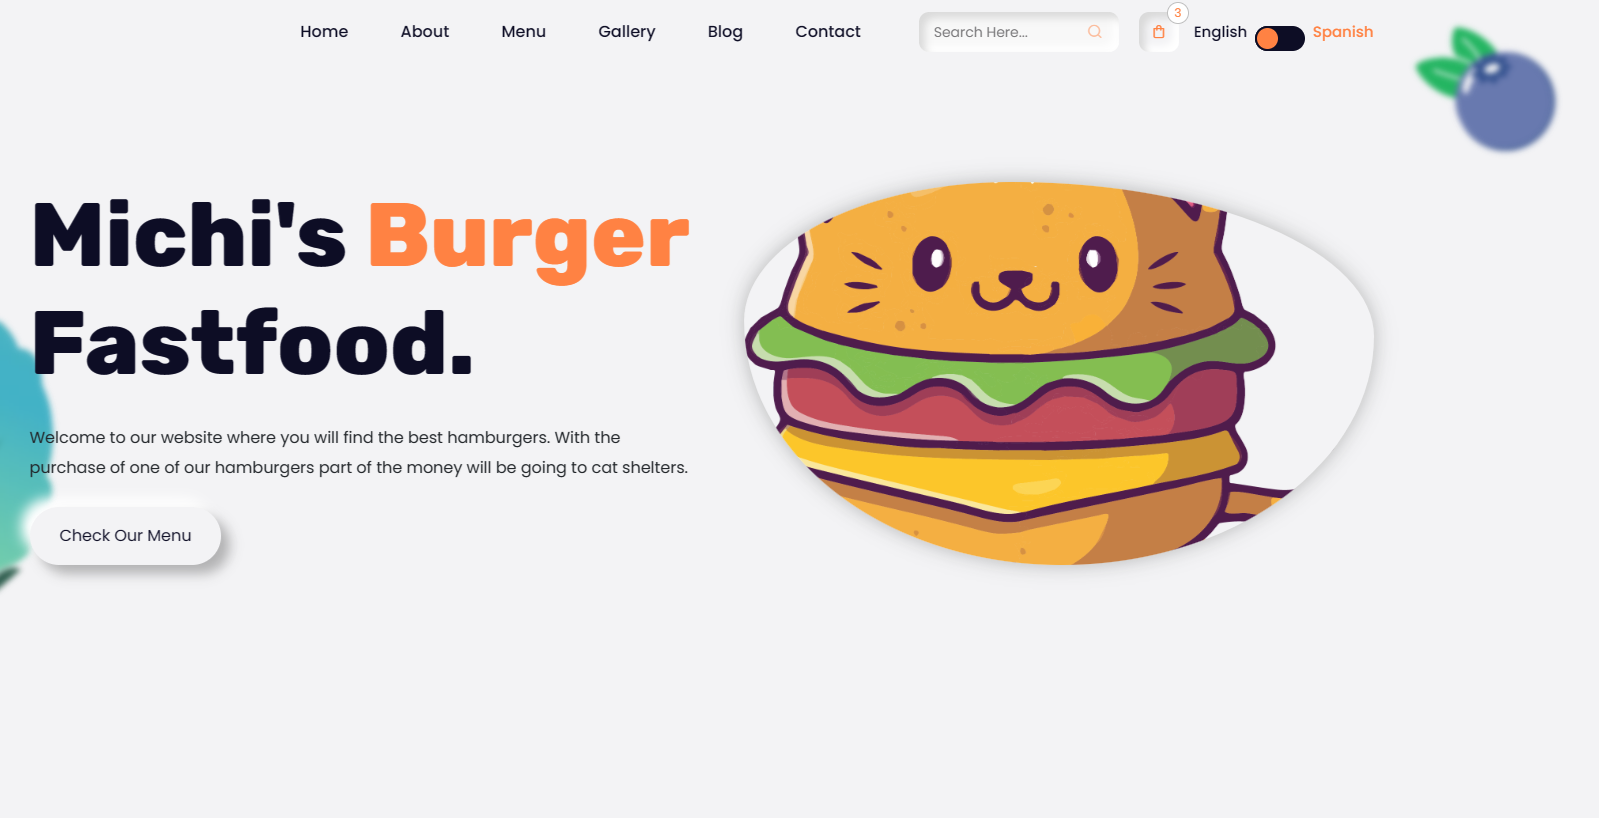 Home About Menu Gallery Blog Contact Search Here... 3 English Spanish
Michi's Burger
Fastfood.
Welcome to our website where you will find the best hamburgers. With the
purchase of one of our hamburgers part of the money will be going to cat shelters.
Check Our Menu